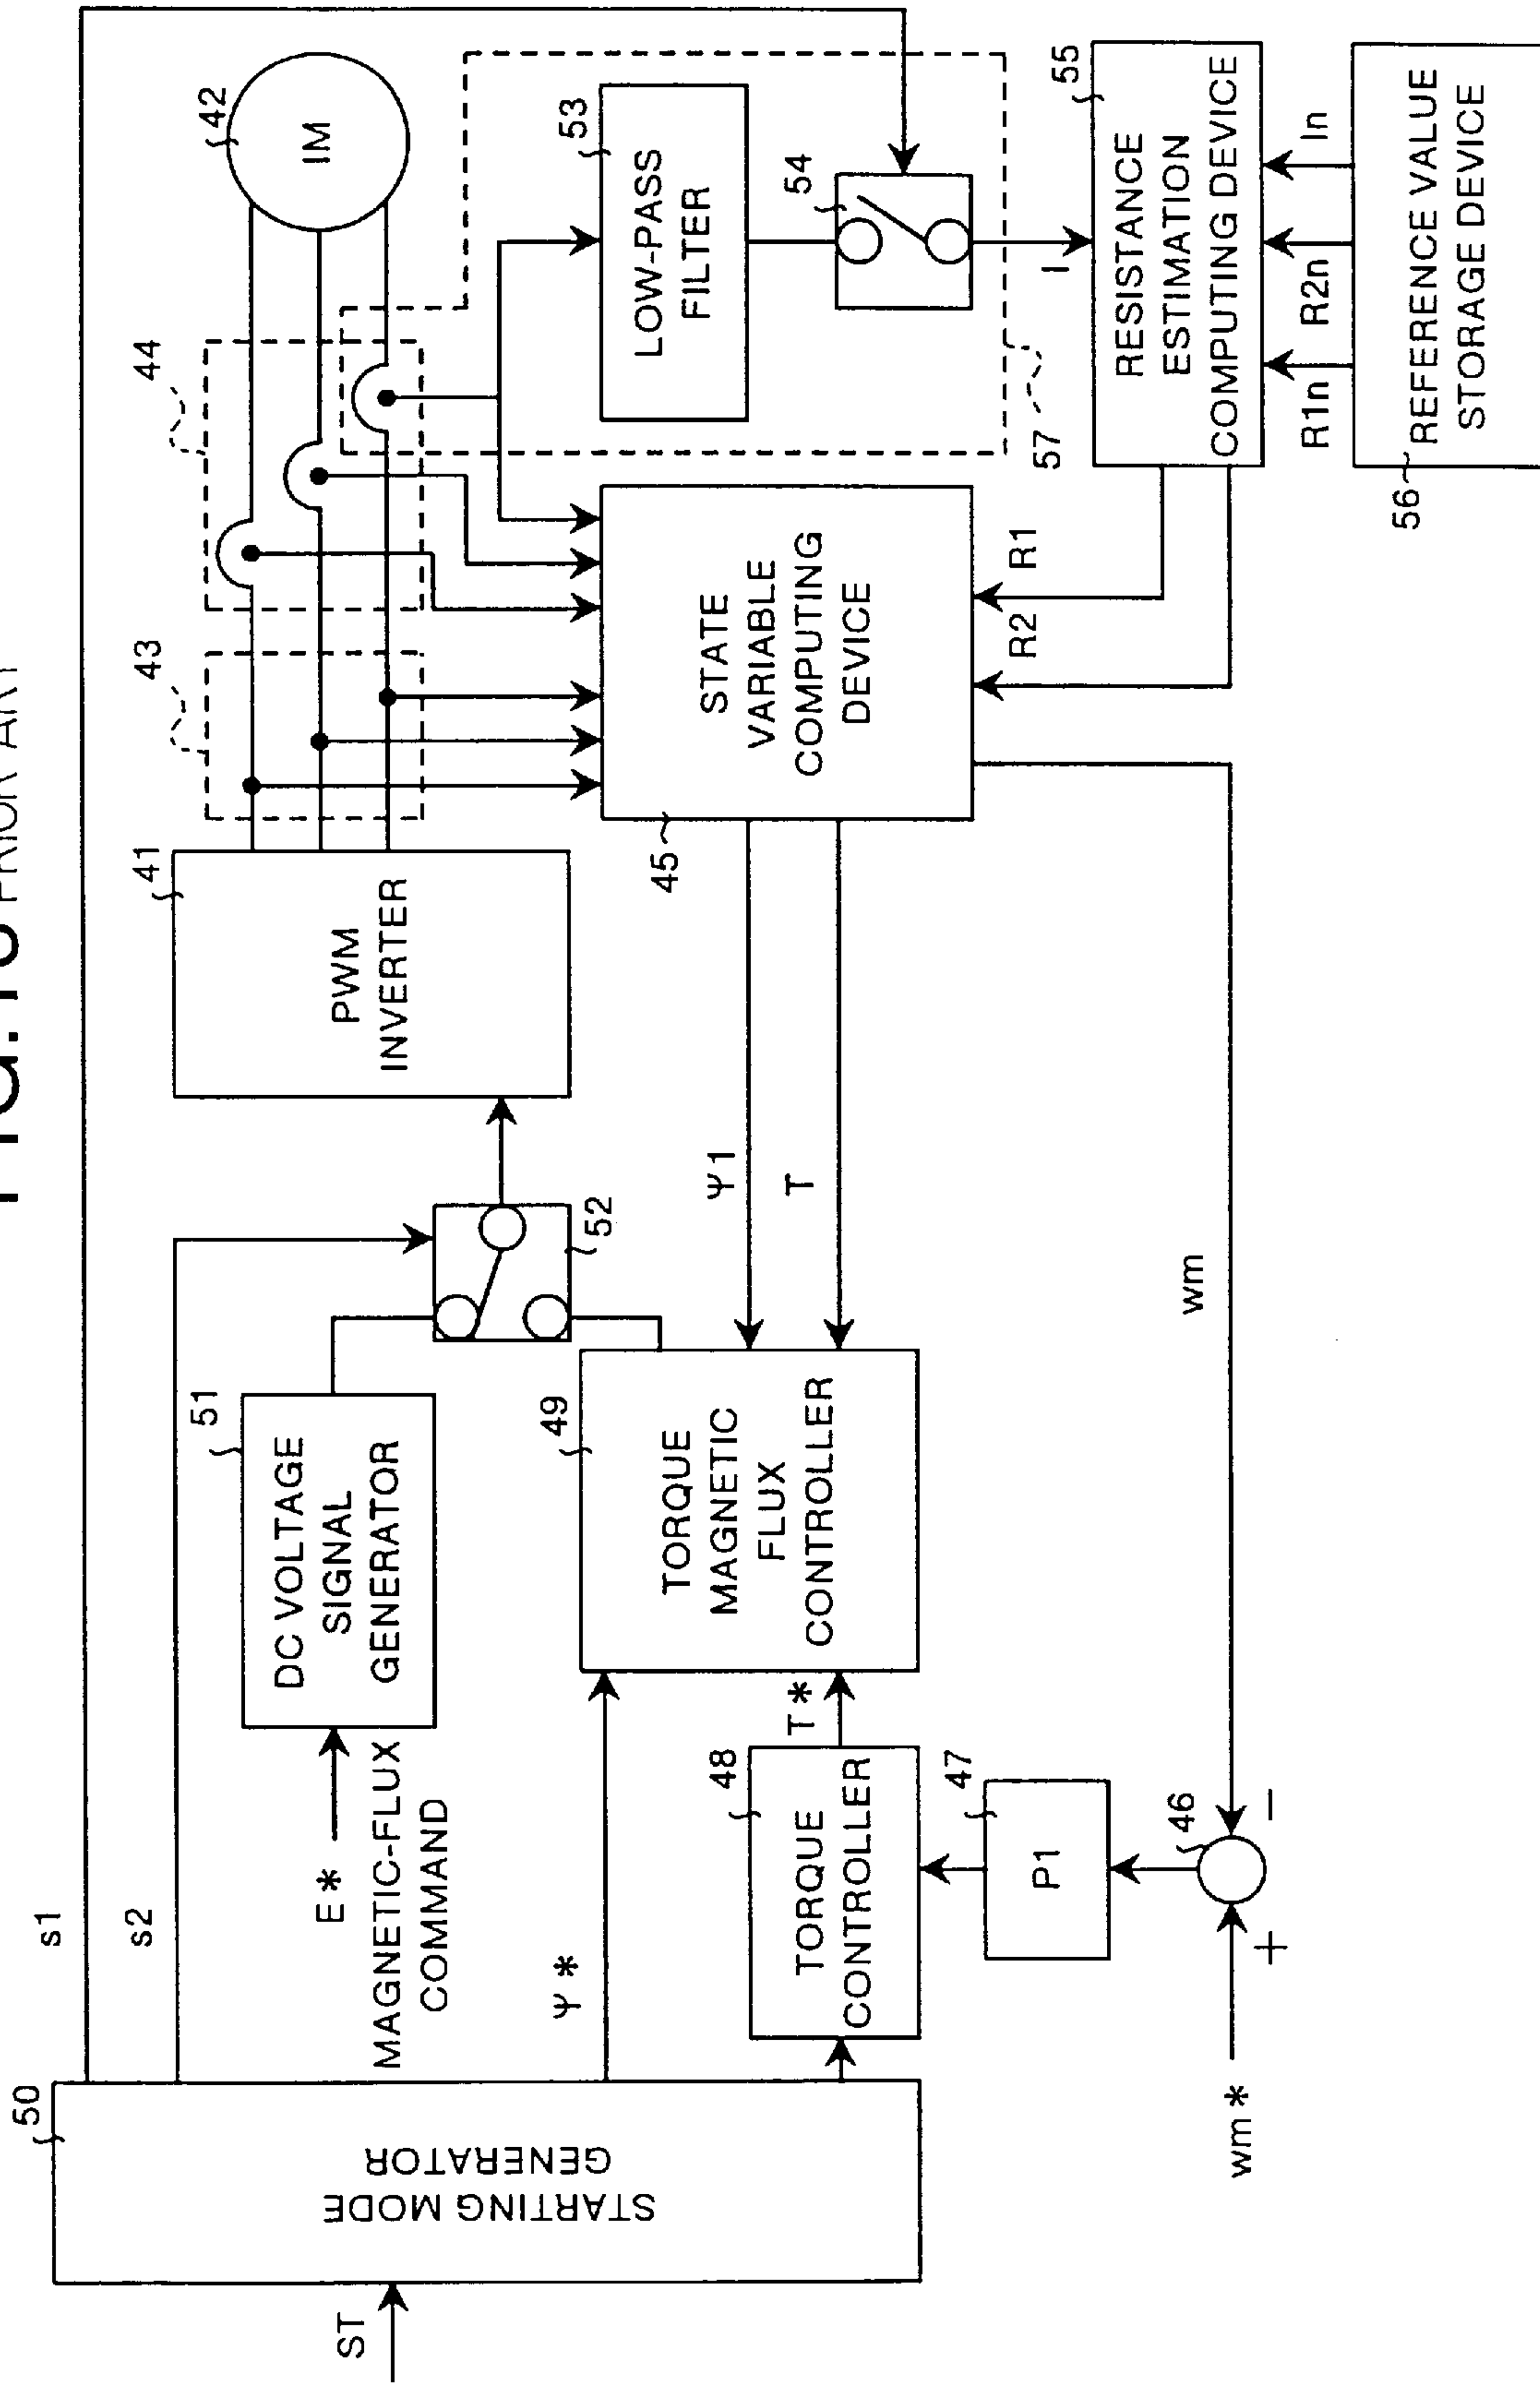 PRIOR ART
50
s1
s2
ST
STARTING MODE
GENERATOR
E*
MAGNETIC-FLUX
COMMAND
51
DC VOLTAGE
SIGNAL
GENERATOR
52
41
PWM
INVERTER
43
44
42
IM
Ψ*
49
TORQUE
MAGNETIC
FLUX
CONTROLLER
Ψ1
T
T*
48
TORQUE
CONTROLLER
47
P1
46
+
−
wm*
wm
45
STATE
VARIABLE
COMPUTING
DEVICE
53
LOW-PASS
FILTER
54
57
I
R1
R2
55
RESISTANCE
ESTIMATION
COMPUTING DEVICE
R1n
R2n
In
56
REFERENCE VALUE
STORAGE DEVICE